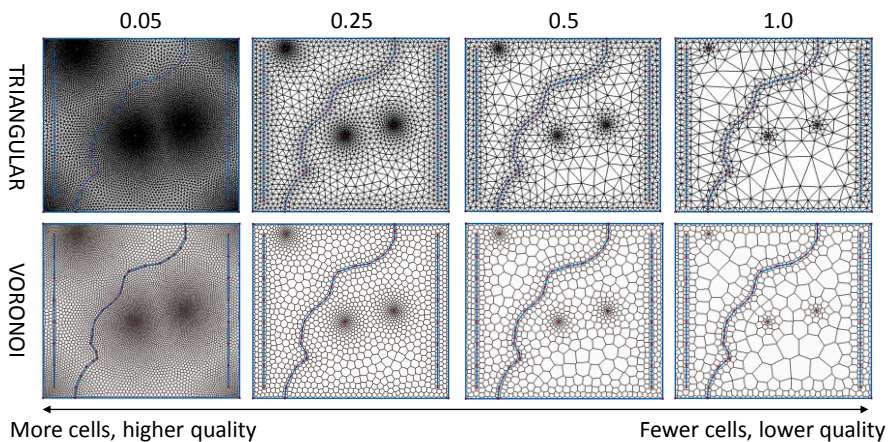 0.05 0.25 0.5 1.0
TRIANGULAR
VORONOI
More cells, higher quality Fewer cells, lower quality